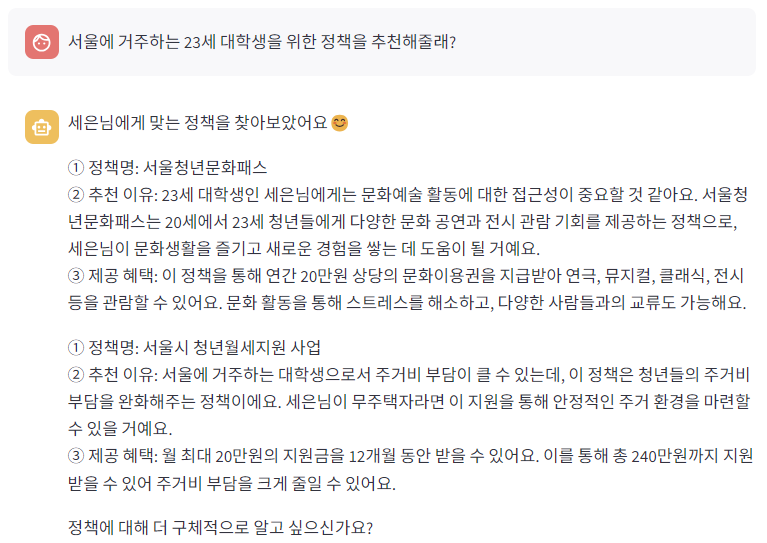 서울에 거주하는 23세 대학생을 위한 정책을 추천해줄래?
세은님에게 맞는 정책을 찾아보았어요😊
① 정책명: 서울청년문화패스
② 추천 이유: 23세 대학생인 세은님에게는 문화예술 활동에 대한 접근성이 중요할 것 같아요. 서울청
년문화패스는 20세에서 23세 청년들에게 다양한 문화 공연과 전시 관람 기회를 제공하는 정책으로,
세은님이 문화생활을 즐기고 새로운 경험을 쌓는 데 도움이 될 거예요.
③ 제공 혜택: 이 정책을 통해 연간 20만원 상당의 문화이용권을 지급받아 연극, 뮤지컬, 클래식, 전시
등을 관람할 수 있어요. 문화 활동을 통해 스트레스를 해소하고, 다양한 사람들과의 교류도 가능해요.
① 정책명: 서울시 청년월세지원 사업
② 추천 이유: 서울에 거주하는 대학생으로서 주거비 부담이 클 수 있는데, 이 정책은 청년들의 주거비
부담을 완화해주는 정책이에요. 세은님이 무주택자라면 이 지원을 통해 안정적인 주거 환경을 마련할
수 있을 거예요.
③ 제공 혜택: 월 최대 20만원의 지원금을 12개월 동안 받을 수 있어요. 이를 통해 총 240만원까지 지원
받을 수 있어 주거비 부담을 크게 줄일 수 있어요.
정책에 대해 더 구체적으로 알고 싶으신가요?